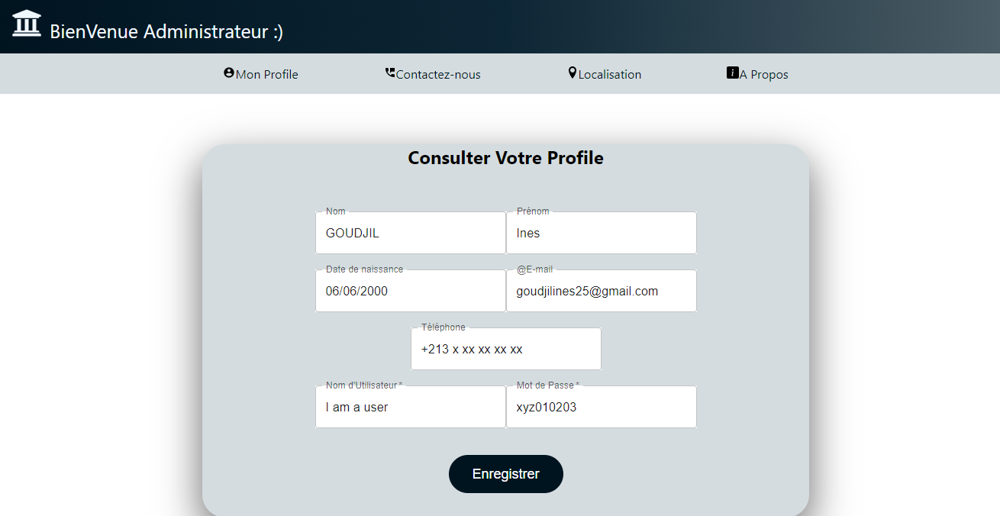 BienVenue Administrateur :)
Mon Profile Contactez-nous Localisation A Propos
Consulter Votre Profile
Nom Prénom
GOUDJIL Ines
Date de naissance @E-mail
06/06/2000 goudjilines25@gmail.com
Téléphone
+213 x xx xx xx xx
Nom d'Utilisateur * Mot de Passe *
I am a user xyz010203
Enregistrer